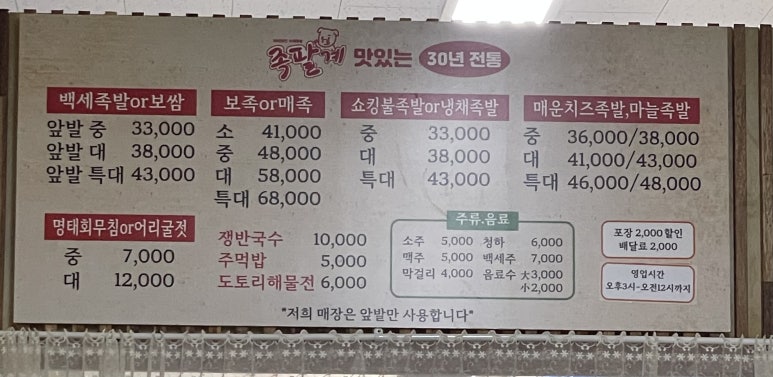 족팔계 맛있는 30년 전통
백세족발or보쌈
앞발 중 33,000
앞발 대 38,000
앞발 특대 43,000
보족or매족
소 41,000
중 48,000
대 58,000
특대 68,000
쇼킹불족발or냉채족발
중 33,000
대 38,000
특대 43,000
매운치즈족발,마늘족발
중 36,000/38,000
대 41,000/43,000
특대 46,000/48,000
명태회무침or어리굴젓
중 7,000
대 12,000
쟁반국수 10,000
주먹밥 5,000
도토리해물전 6,000
주류.음료
소주 5,000 청하 6,000
맥주 5,000 백세주 7,000
막걸리 4,000 음료수 大3,000
小2,000
포장 2,000할인
배달료 2,000
영업시간
오후3시-오전12시까지
"저희 매장은 앞발만 사용합니다"